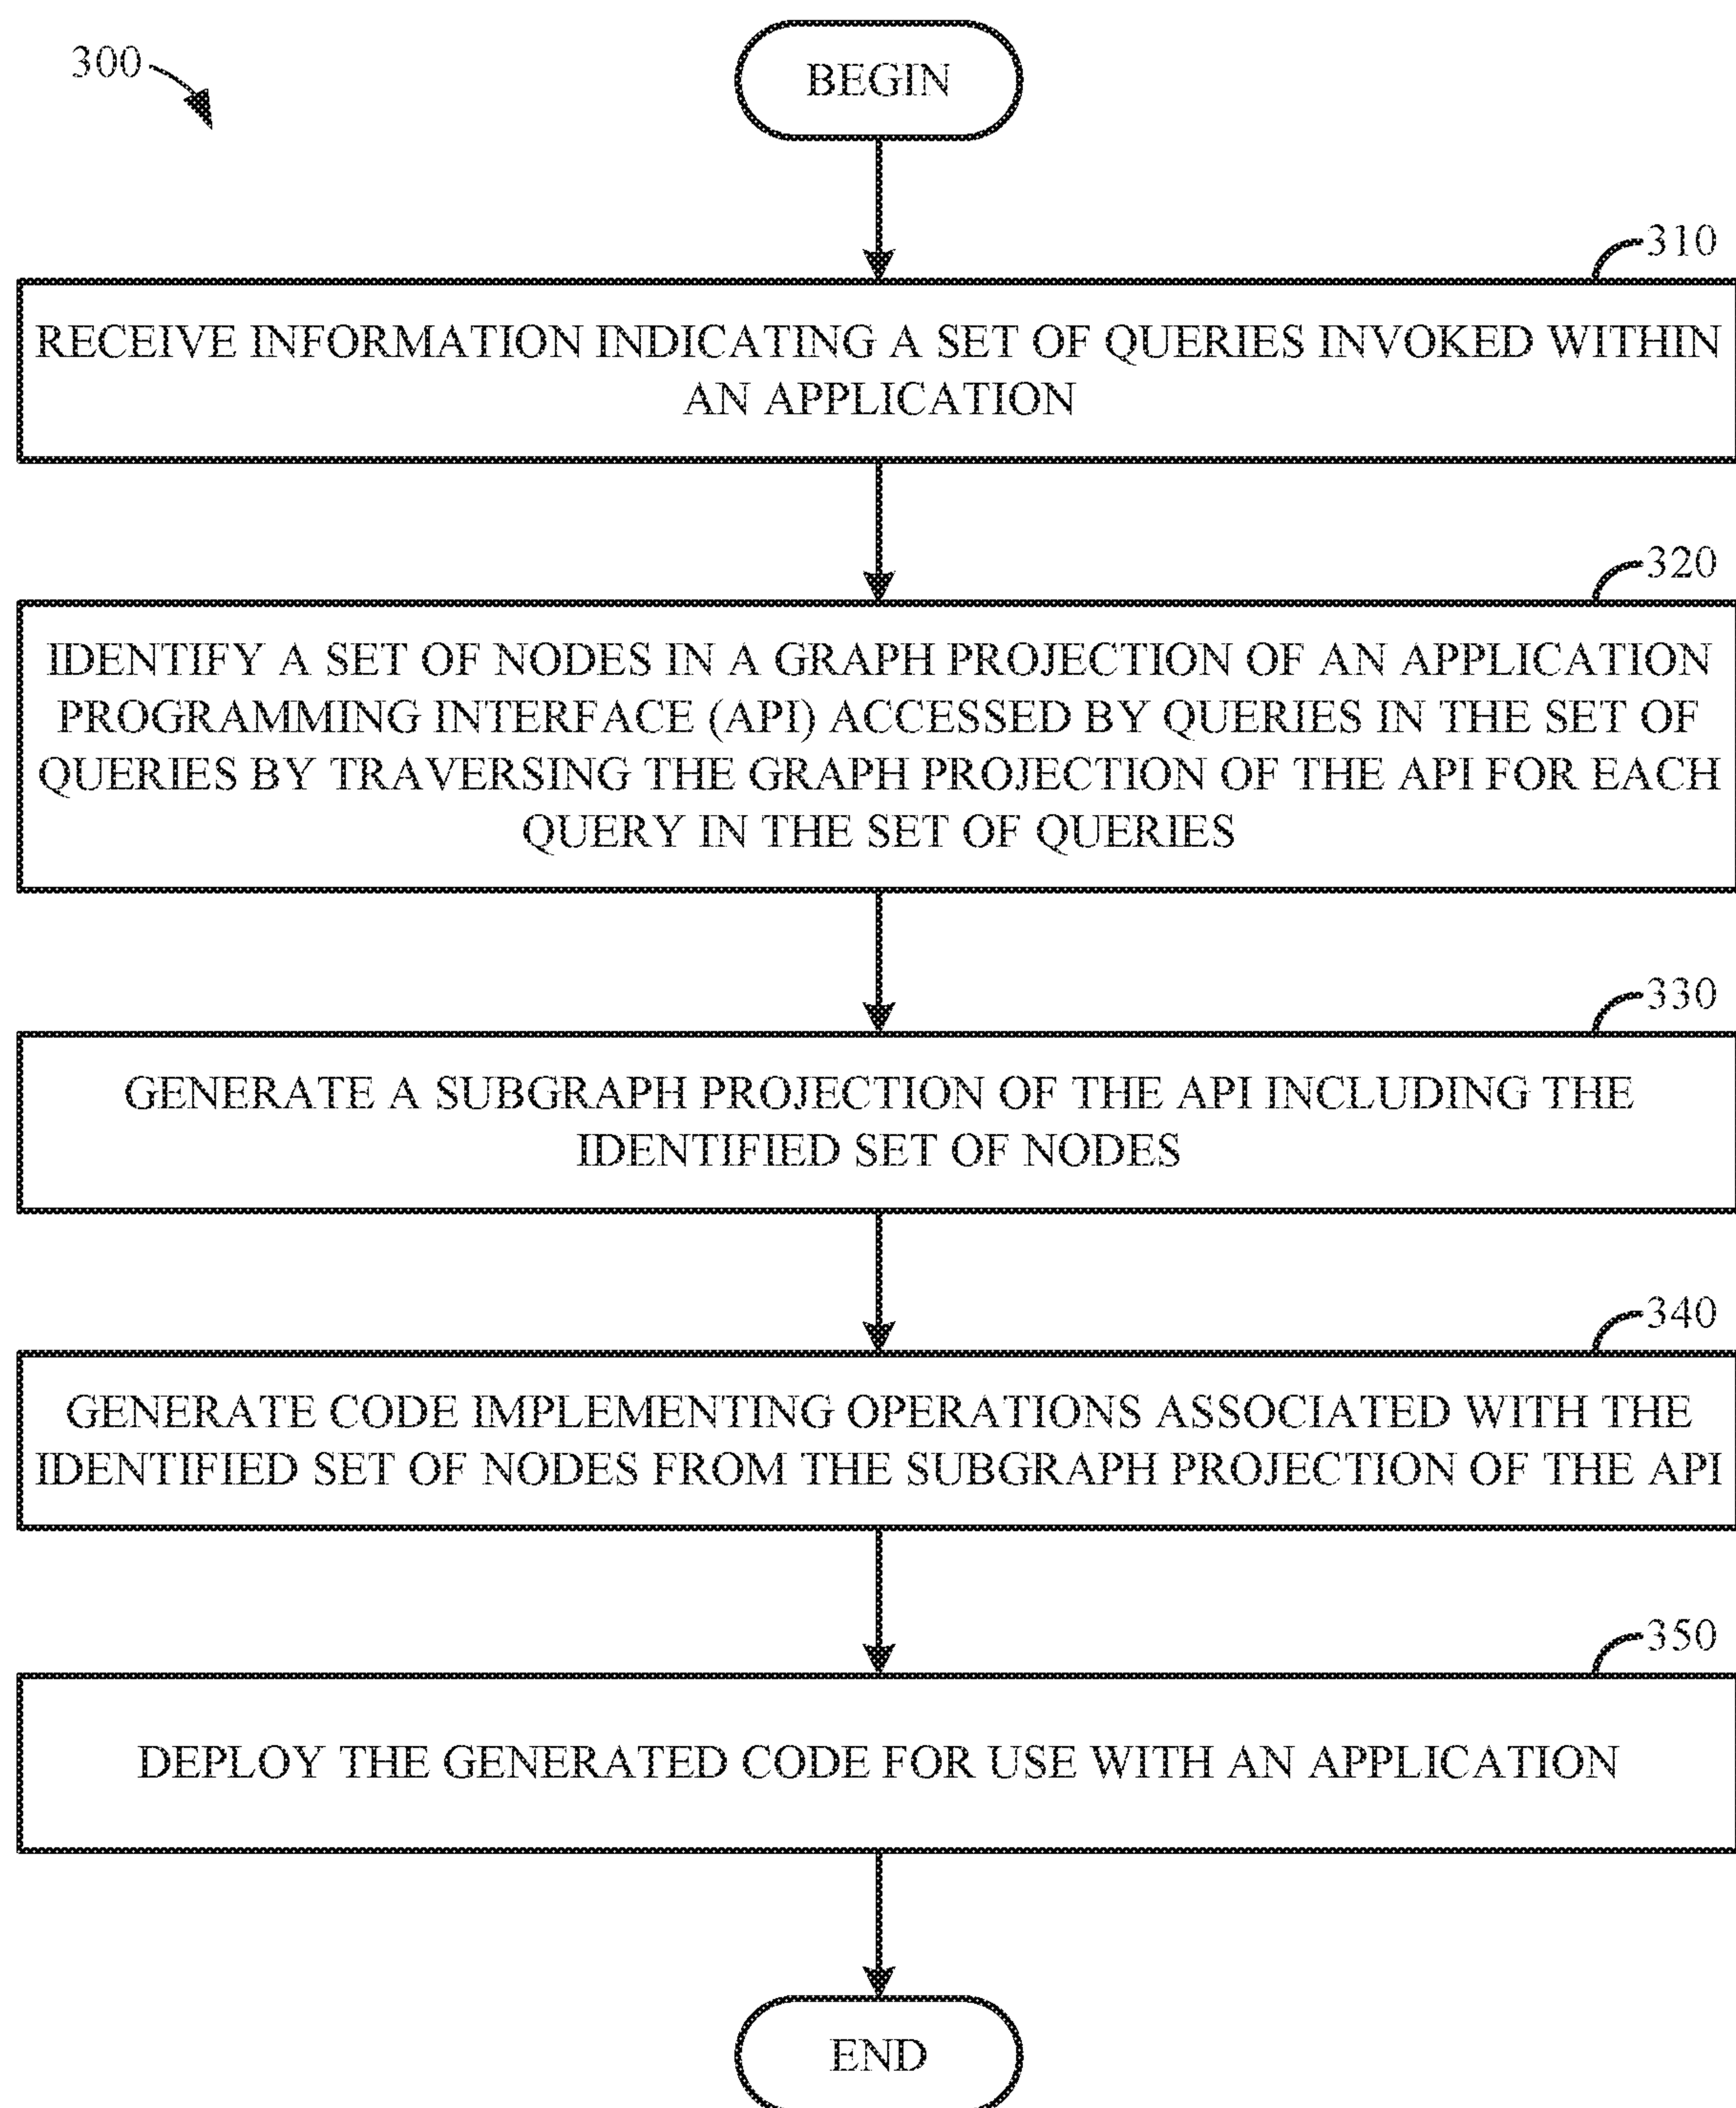 300
BEGIN
310
RECEIVE INFORMATION INDICATING A SET OF QUERIES INVOKED WITHIN
AN APPLICATION
320
IDENTIFY A SET OF NODES IN A GRAPH PROJECTION OF AN APPLICATION
PROGRAMMING INTERFACE (API) ACCESSED BY QUERIES IN THE SET OF
QUERIES BY TRAVERSING THE GRAPH PROJECTION OF THE API FOR EACH
QUERY IN THE SET OF QUERIES
330
GENERATE A SUBGRAPH PROJECTION OF THE API INCLUDING THE
IDENTIFIED SET OF NODES
340
GENERATE CODE IMPLEMENTING OPERATIONS ASSOCIATED WITH THE
IDENTIFIED SET OF NODES FROM THE SUBGRAPH PROJECTION OF THE API
350
DEPLOY THE GENERATED CODE FOR USE WITH AN APPLICATION
END